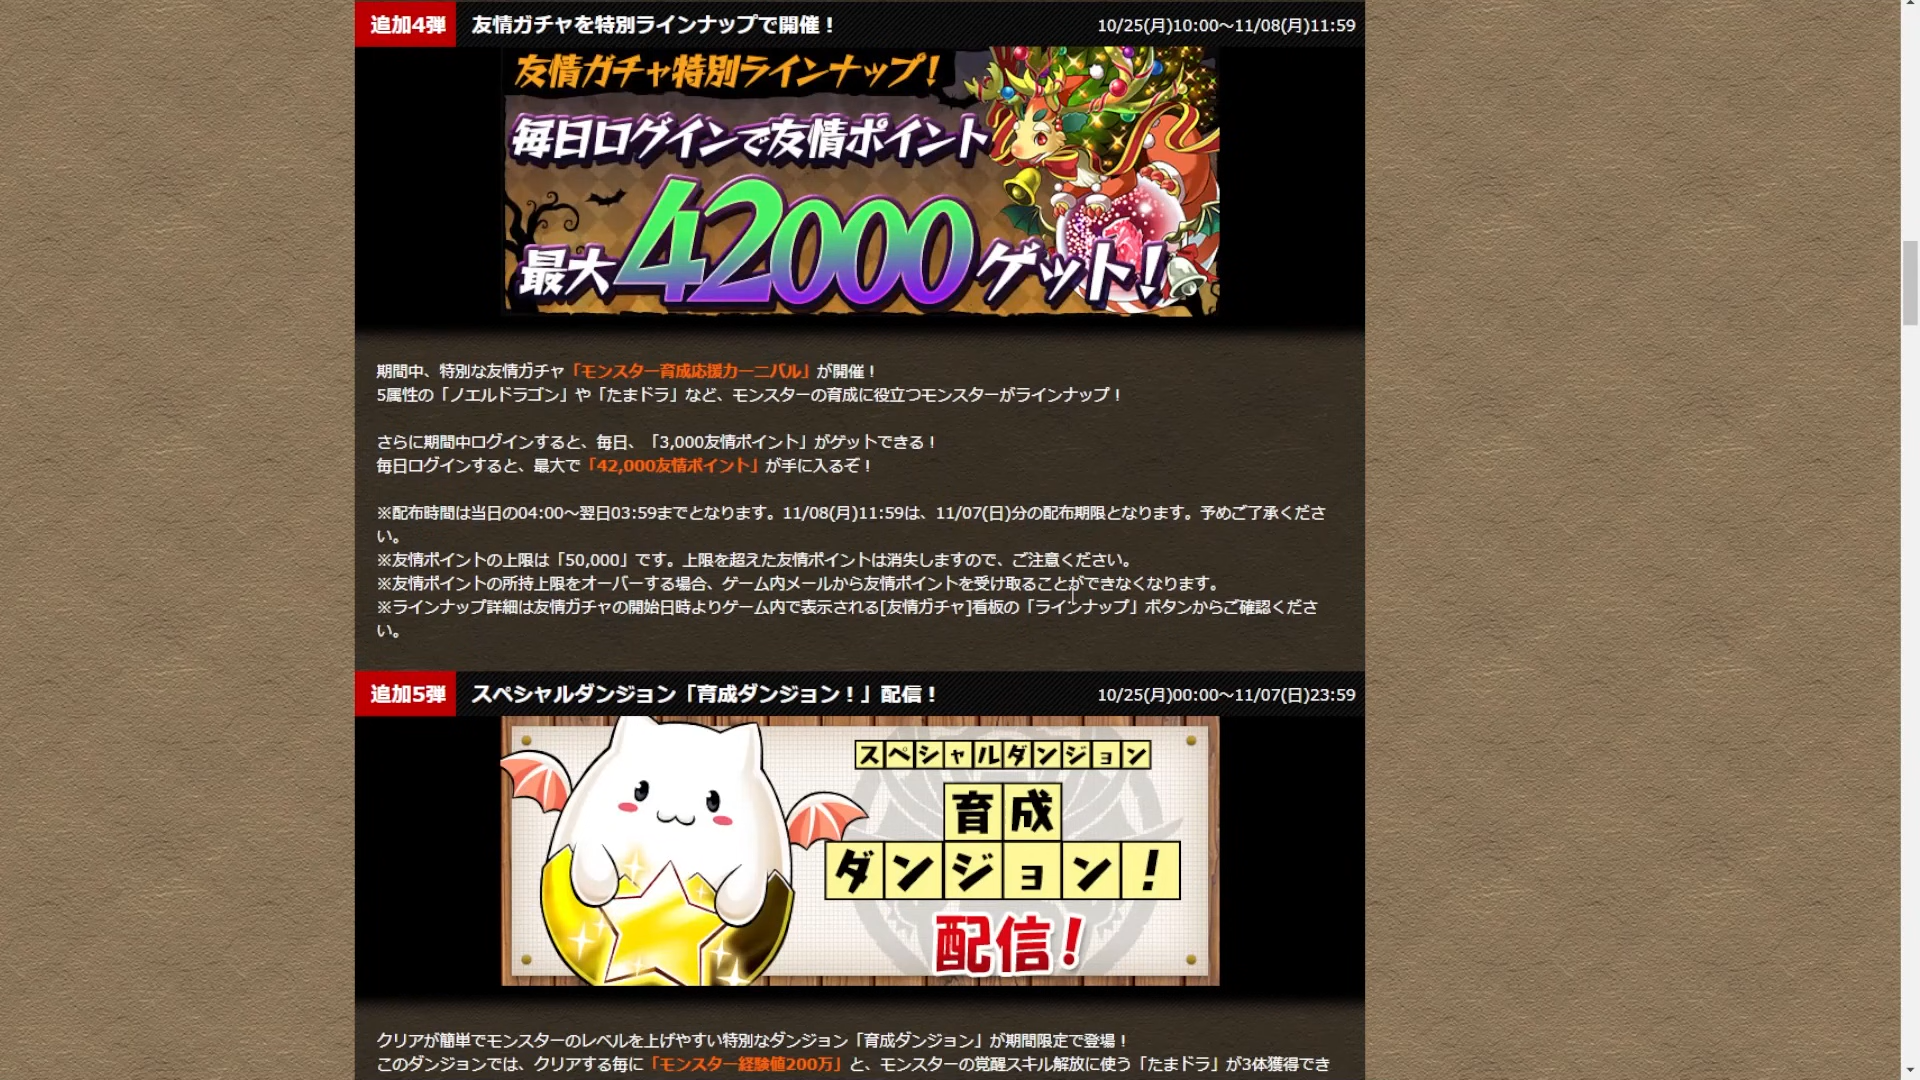 追加4弾 友情ガチャを特別ラインナップで開催！ 10/25(月)10:00～11/08(月)11:59
友情ガチャ特別ラインナップ！
毎日ログインで友情ポイント
最大42000ゲット！
期間中、特別な友情ガチャ「モンスター育成応援カーニバル」が開催！
5属性の「ノエルドラゴン」や「たまドラ」など、モンスターの育成に役立つモンスターがラインナップ！
さらに期間中ログインすると、毎日、「3,000友情ポイント」がゲットできる！
毎日ログインすると、最大で「42,000友情ポイント」が手に入るぞ！
※配布時間は当日の04:00～翌日03:59までとなります。11/08(月)11:59は、11/07(日)分の配布期限となります。予めご了承くださ
い。
※友情ポイントの上限は「50,000」です。上限を超えた友情ポイントは消失しますので、ご注意ください。
※友情ポイントの所持上限をオーバーする場合、ゲーム内メールから友情ポイントを受け取ることができなくなります。
※ラインナップ詳細は友情ガチャの開始日時よりゲーム内で表示される[友情ガチャ]看板の「ラインナップ」ボタンからご確認くださ
い。
追加5弾 スペシャルダンジョン「育成ダンジョン！」配信！ 10/25(月)00:00～11/07(日)23:59
スペシャルダンジョン
育成
ダンジョン！
配信！
クリアが簡単でモンスターのレベルを上げやすい特別なダンジョン「育成ダンジョン」が期間限定で登場！
このダンジョンでは、クリアする毎に「モンスター経験値200万」と、モンスターの覚醒スキル解放に使う「たまドラ」が3体獲得でき